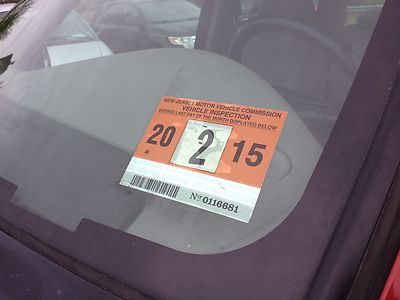 NEW JERSEY MOTOR VEHICLE COMMISSION
VEHICLE INSPECTION
EXPIRES LAST DAY OF THE MONTH DISPLAYED BELOW
20 2 15
№ 0116681